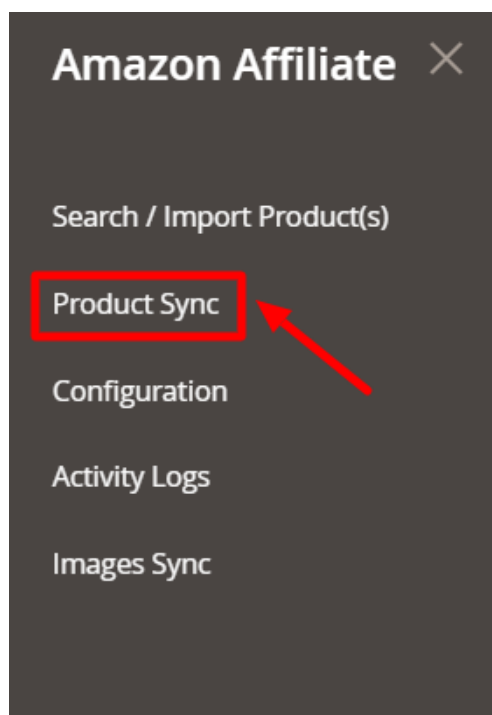 Amazon Affiliate
Search / Import Product(s)
Product Sync
Configuration
Activity Logs
Images Sync